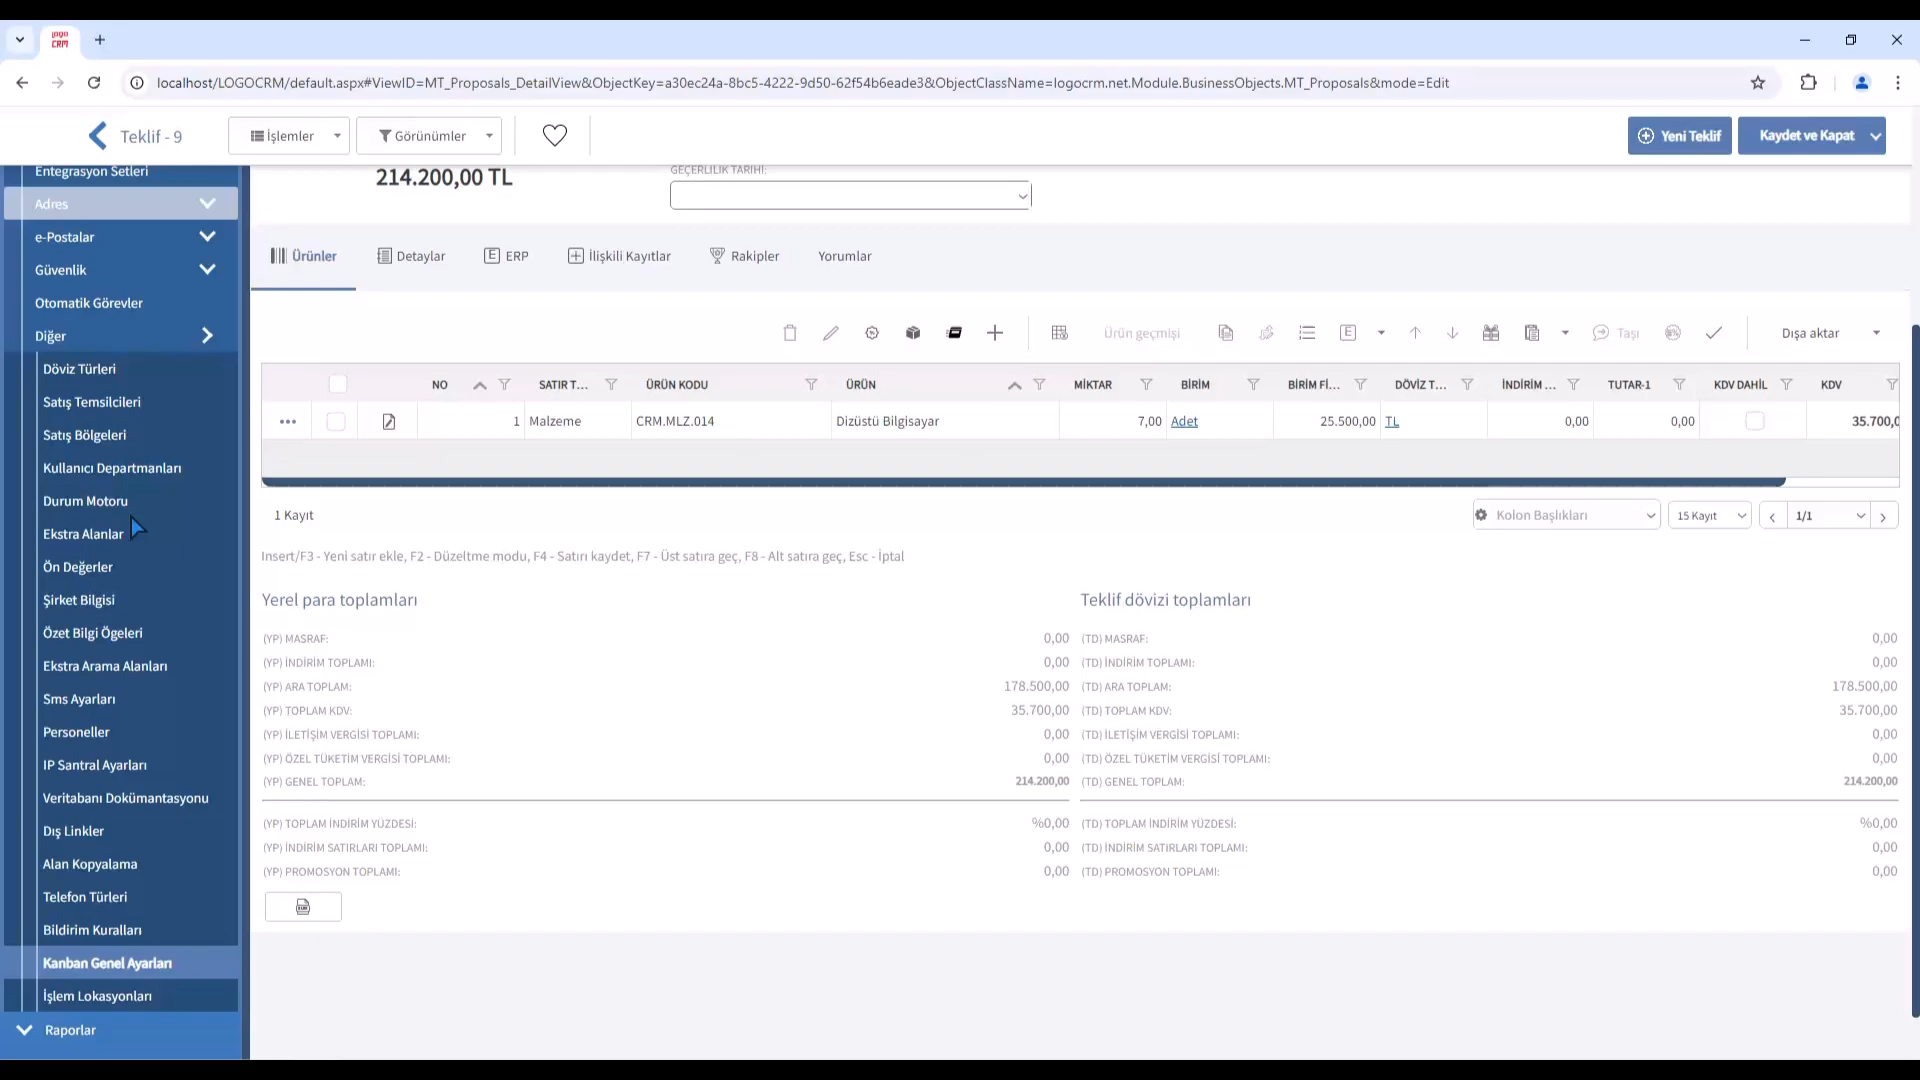 LOGO CRM
localhost/LOGOCRM/default.aspx#ViewID=MT_Proposals_DetailView&ObjectKey=a30ec24a-8bc5-4222-9d50-62f54b6eade3&ObjectClassName=logocrm.net.Module.BusinessObjects.MT_Proposals&mode=Edit
Teklif - 9
İşlemler
Görünümler
Yeni Teklif
Kaydet ve Kapat
Entegrasyon Setleri
Adres
e-Postalar
Güvenlik
Otomatik Görevler
Diğer
Döviz Türleri
Satış Temsilcileri
Satış Bölgeleri
Kullanıcı Departmanları
Durum Motoru
Ekstra Alanlar
Ön Değerler
Şirket Bilgisi
Özet Bilgi Ögeleri
Ekstra Arama Alanları
Sms Ayarları
Personeller
IP Santral Ayarları
Veritabanı Dokümantasyonu
Dış Linkler
Alan Kopyalama
Telefon Türleri
Bildirim Kuralları
Kanban Genel Ayarları
İşlem Lokasyonları
Raporlar
214.200,00 TL
GEÇERLİLİK TARİHİ:
Ürünler Detaylar E ERP İlişkili Kayıtlar Rakipler Yorumlar
Ürün geçmişi E Taşı Dışa aktar
NO SATIR T... ÜRÜN KODU ÜRÜN MİKTAR BİRİM BİRİM Fİ... DÖVİZ T... İNDİRİM ... TUTAR-1 KDV DAHİL KDV
1 Malzeme CRM.MLZ.014 Dizüstü Bilgisayar 7,00 Adet 25.500,00 TL 0,00 0,00 35.700,0
1 Kayıt
Kolon Başlıkları 15 Kayıt 1/1
Insert/F3 - Yeni satır ekle, F2 - Düzeltme modu, F4 - Satırı kaydet, F7 - Üst satıra geç, F8 - Alt satıra geç, Esc - İptal
Yerel para toplamları
(YP) MASRAF: 0,00
(YP) İNDİRİM TOPLAMI: 0,00
(YP) ARA TOPLAM: 178.500,00
(YP) TOPLAM KDV: 35.700,00
(YP) İLETİŞİM VERGİSİ TOPLAMI: 0,00
(YP) ÖZEL TÜKETİM VERGİSİ TOPLAMI: 0,00
(YP) GENEL TOPLAM: 214.200,00
(YP) TOPLAM İNDİRİM YÜZDESİ: %0,00
(YP) İNDİRİM SATIRLARI TOPLAMI: 0,00
(YP) PROMOSYON TOPLAMI: 0,00
Teklif dövizi toplamları
(TD) MASRAF: 0,00
(TD) İNDİRİM TOPLAMI: 0,00
(TD) ARA TOPLAM: 178.500,00
(TD) TOPLAM KDV: 35.700,00
(TD) İLETİŞİM VERGİSİ TOPLAMI: 0,00
(TD) ÖZEL TÜKETİM VERGİSİ TOPLAMI: 0,00
(TD) GENEL TOPLAM: 214.200,00
(TD) TOPLAM İNDİRİM YÜZDESİ: %0,00
(TD) İNDİRİM SATIRLARI TOPLAMI: 0,00
(TD) PROMOSYON TOPLAMI: 0,00